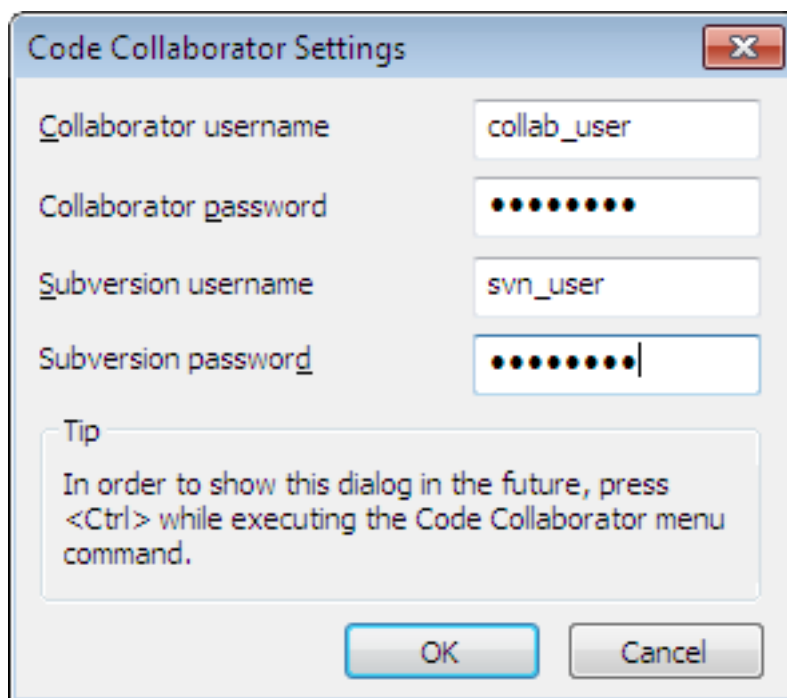 Code Collaborator Settings
Collaborator username collab_user
Collaborator password ●●●●●●●●
Subversion username svn_user
Subversion password ●●●●●●●●
Tip
In order to show this dialog in the future, press
<Ctrl> while executing the Code Collaborator menu
command.
OK Cancel